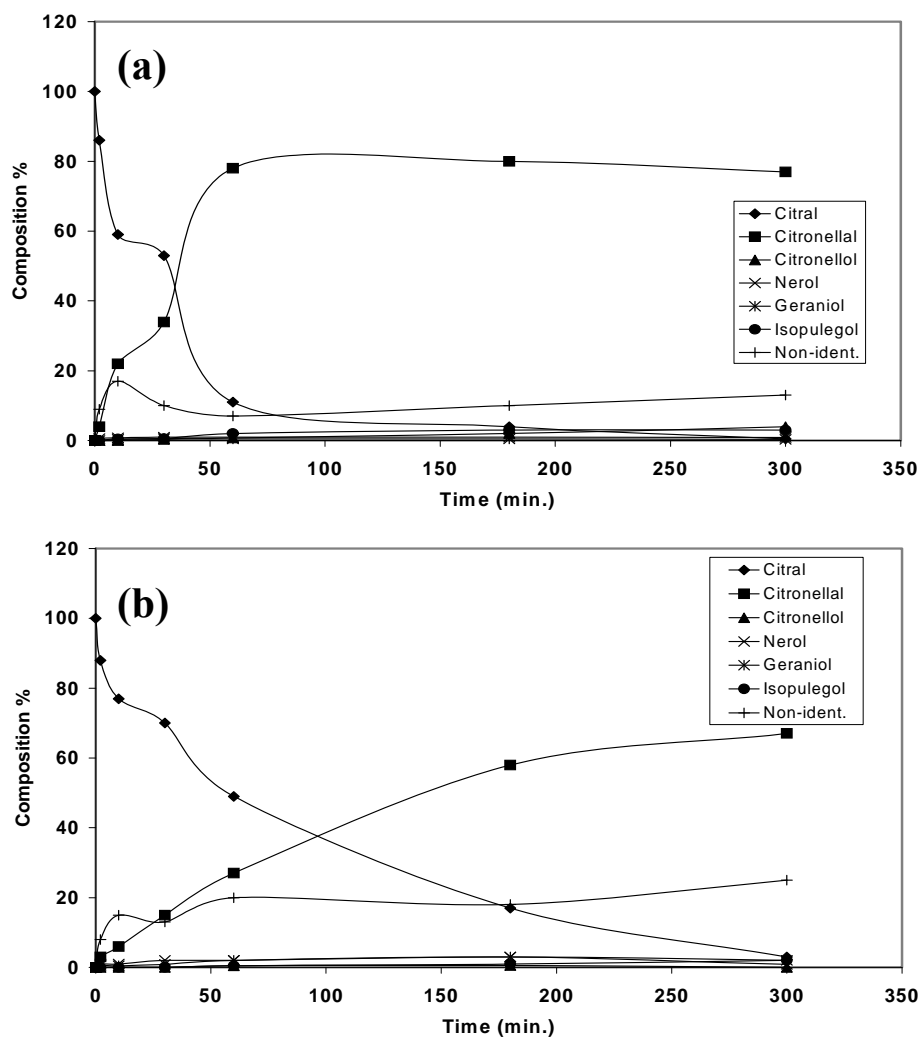 (a)
Composition %
120
100
80
60
40
20
0
0 50 100 150 200 250 300 350
Time (min.)
Citral
Citronellal
Citronellol
Nerol
Geraniol
Isopulegol
Non-ident.
(b)
Composition %
120
100
80
60
40
20
0
0 50 100 150 200 250 300 350
Time (min.)
Citral
Citronellal
Citronellol
Nerol
Geraniol
Isopulegol
Non-ident.